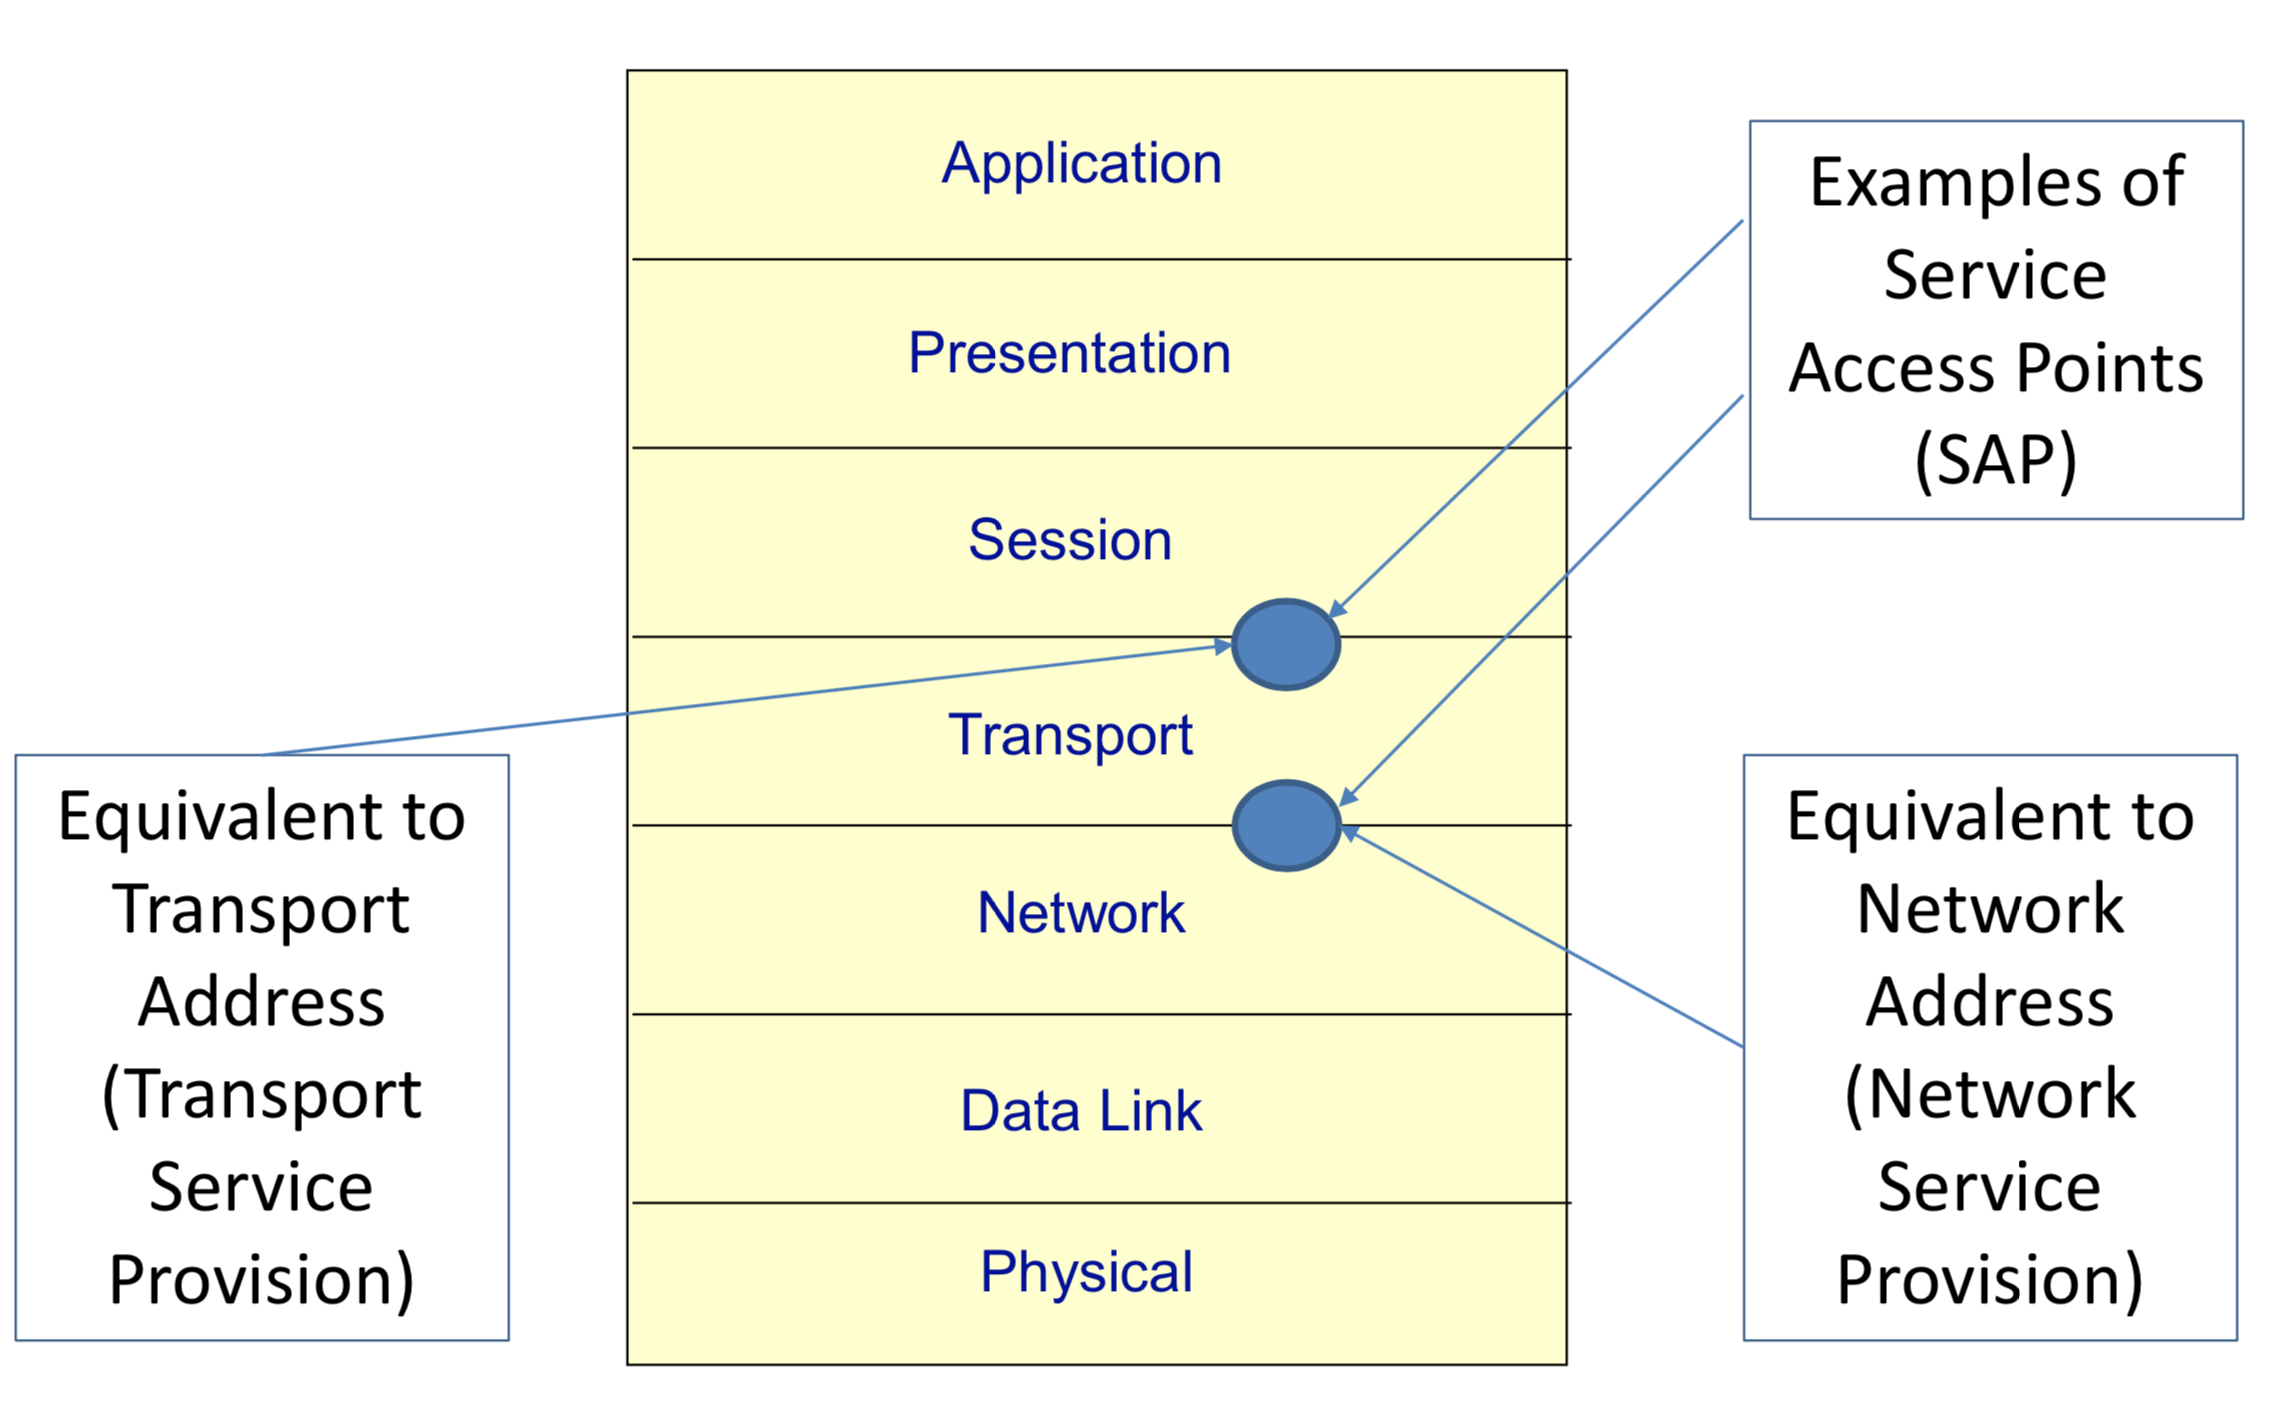 Application
Presentation
Session
Transport
Network
Data Link
Physical
Examples of
Service
Access Points
(SAP)
Equivalent to
Transport
Address
(Transport
Service
Provision)
Equivalent to
Network
Address
(Network
Service
Provision)